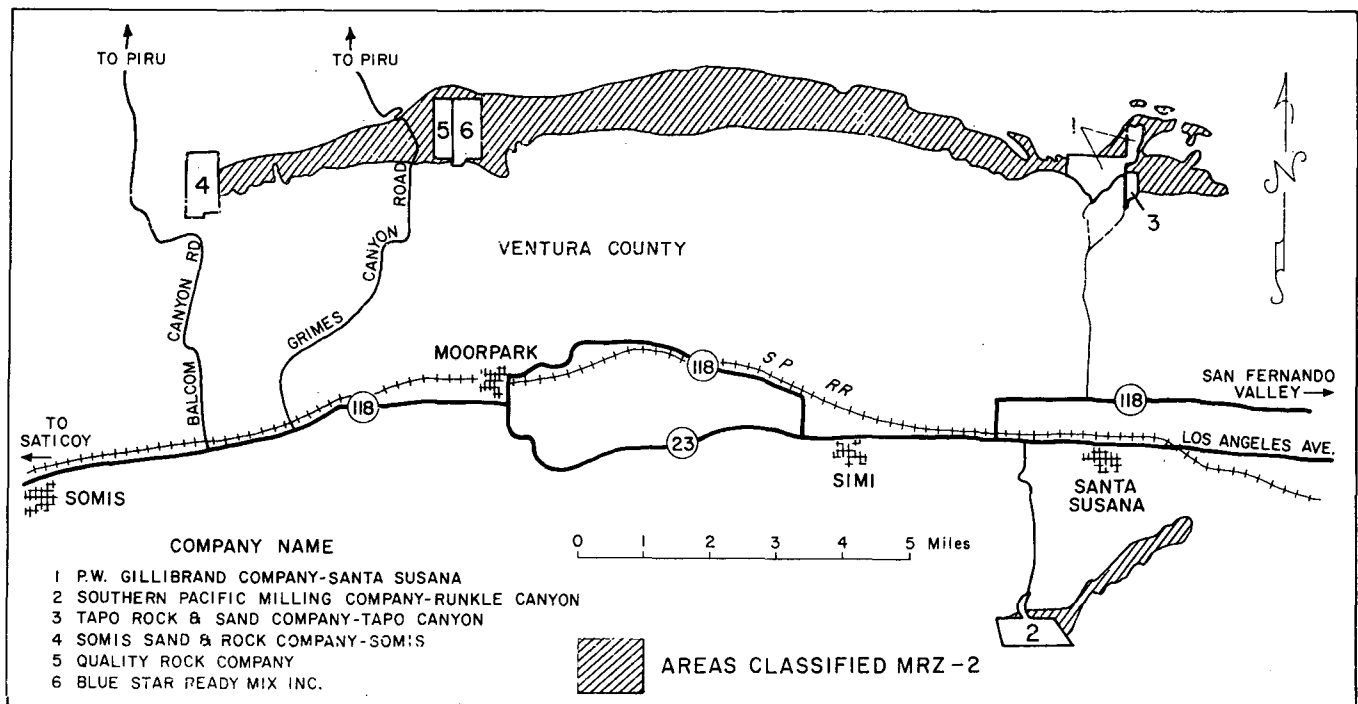 TO PIRU
TO PIRU
1
5
6
4
3
N
ROAD
VENTURA COUNTY
CANYON
RD
CANYON
GRIMES
BALCOM
MOORPARK
118
S P
RR
SAN FERNANDO
VALLEY
118
118
TO
SATICOY
23
LOS ANGELES AVE.
SOMIS
SIMI
SANTA
SUSANA
COMPANY NAME
0 1 2 3 4 5 Miles
1 P.W. GILLIBRAND COMPANY-SANTA SUSANA
2 SOUTHERN PACIFIC MILLING COMPANY-RUNKLE CANYON
3 TAPO ROCK & SAND COMPANY-TAPO CANYON
4 SOMIS SAND & ROCK COMPANY-SOMIS
5 QUALITY ROCK COMPANY
6 BLUE STAR READY MIX INC.
2
AREAS CLASSIFIED MRZ-2